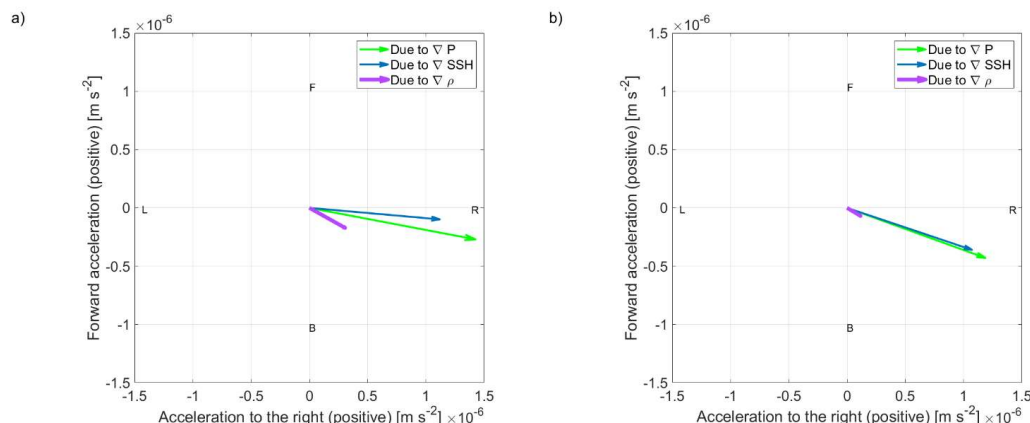 a)
×10⁻⁶
1.5
1
0.5
0
-0.5
-1
-1.5
Forward acceleration (positive) [m s⁻²]
F
L
R
B
Due to ∇ P
Due to ∇ SSH
Due to ∇ ρ
-1.5 -1 -0.5 0 0.5 1 1.5
Acceleration to the right (positive) [m s⁻²] ×10⁻⁶
b)
×10⁻⁶
1.5
1
0.5
0
-0.5
-1
-1.5
Forward acceleration (positive) [m s⁻²]
F
L
R
B
Due to ∇ P
Due to ∇ SSH
Due to ∇ ρ
-1.5 -1 -0.5 0 0.5 1 1.5
Acceleration to the right (positive) [m s⁻²] ×10⁻⁶